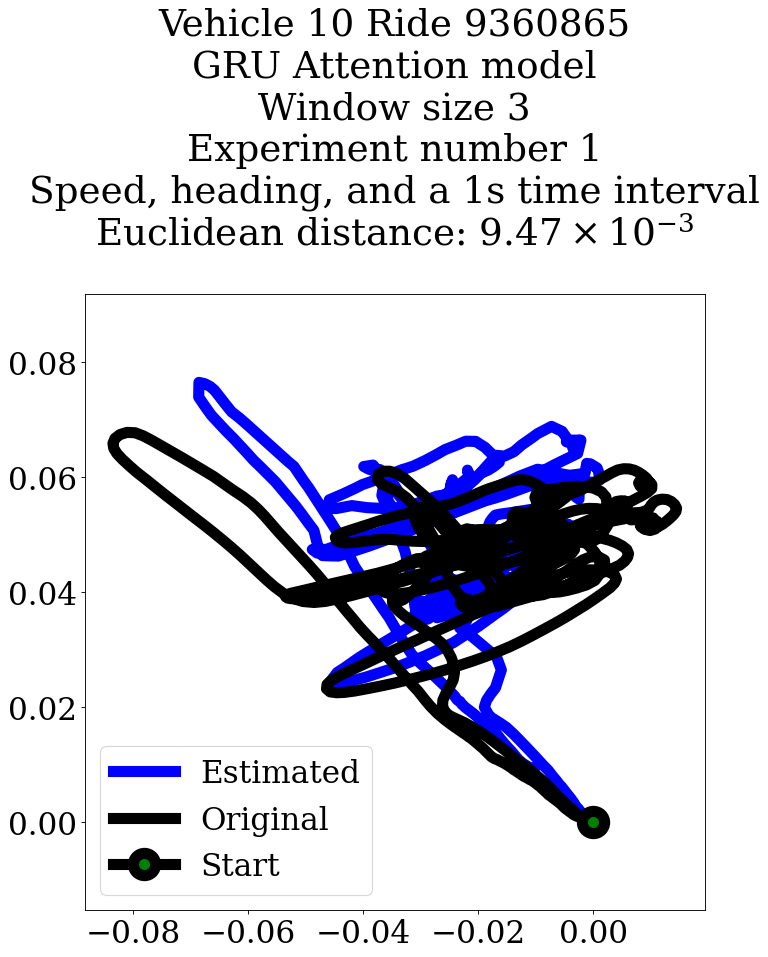 Vehicle 10 Ride 9360865
GRU Attention model
Window size 3
Experiment number 1
Speed, heading, and a 1s time interval
Euclidean distance: 9.47 × 10⁻³
0.08
0.06
0.04
0.02
0.00
Estimated
Original
Start
−0.08 −0.06 −0.04 −0.02 0.00